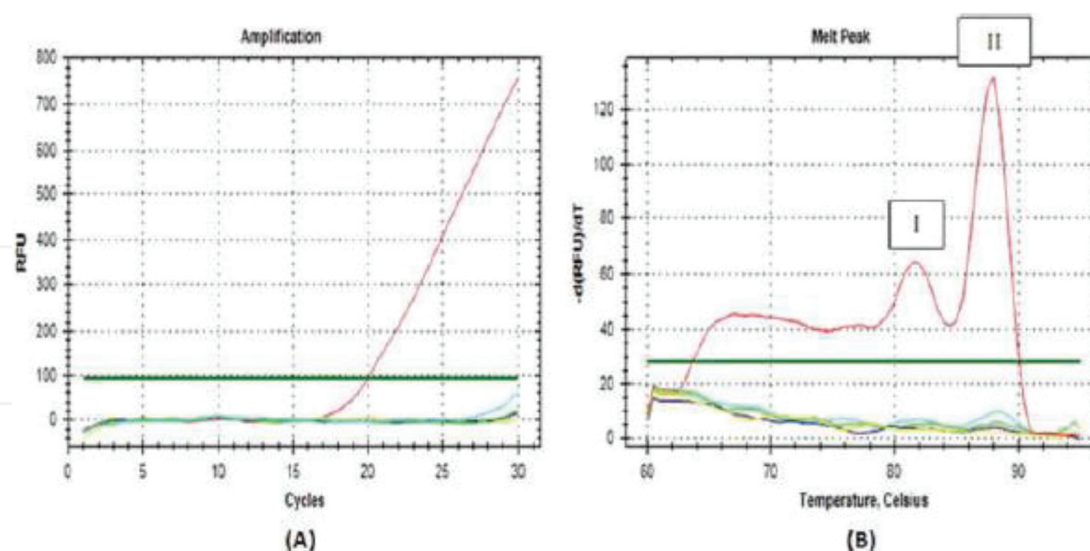 Amplification
800
700
600
500
400
300
200
100
0
RFU
0 5 10 15 20 25 30
Cycles
(A)
Melt Peak
II
I
120
100
80
60
40
20
0
-d(RFU)/dT
60 70 80 90
Temperature, Celsius
(B)